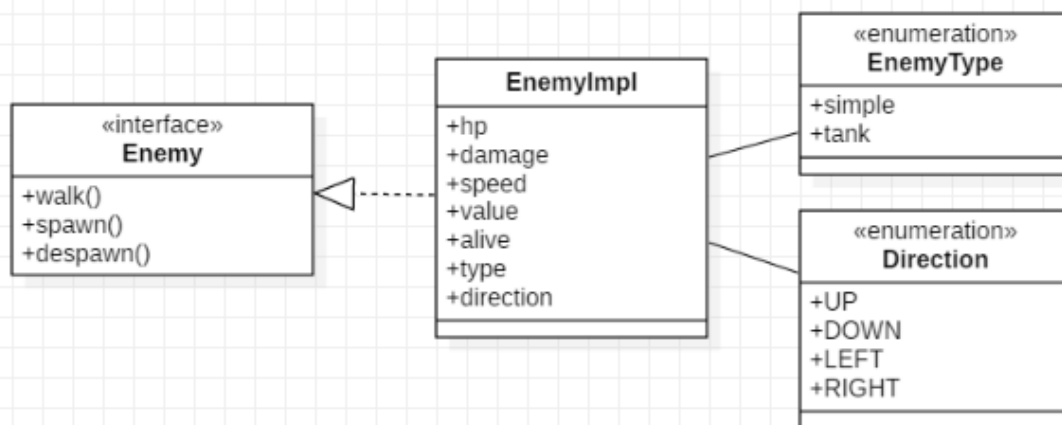 «interface»
Enemy
+walk()
+spawn()
+despawn()
EnemyImpl
+hp
+damage
+speed
+value
+alive
+type
+direction
«enumeration»
EnemyType
+simple
+tank
«enumeration»
Direction
+UP
+DOWN
+LEFT
+RIGHT